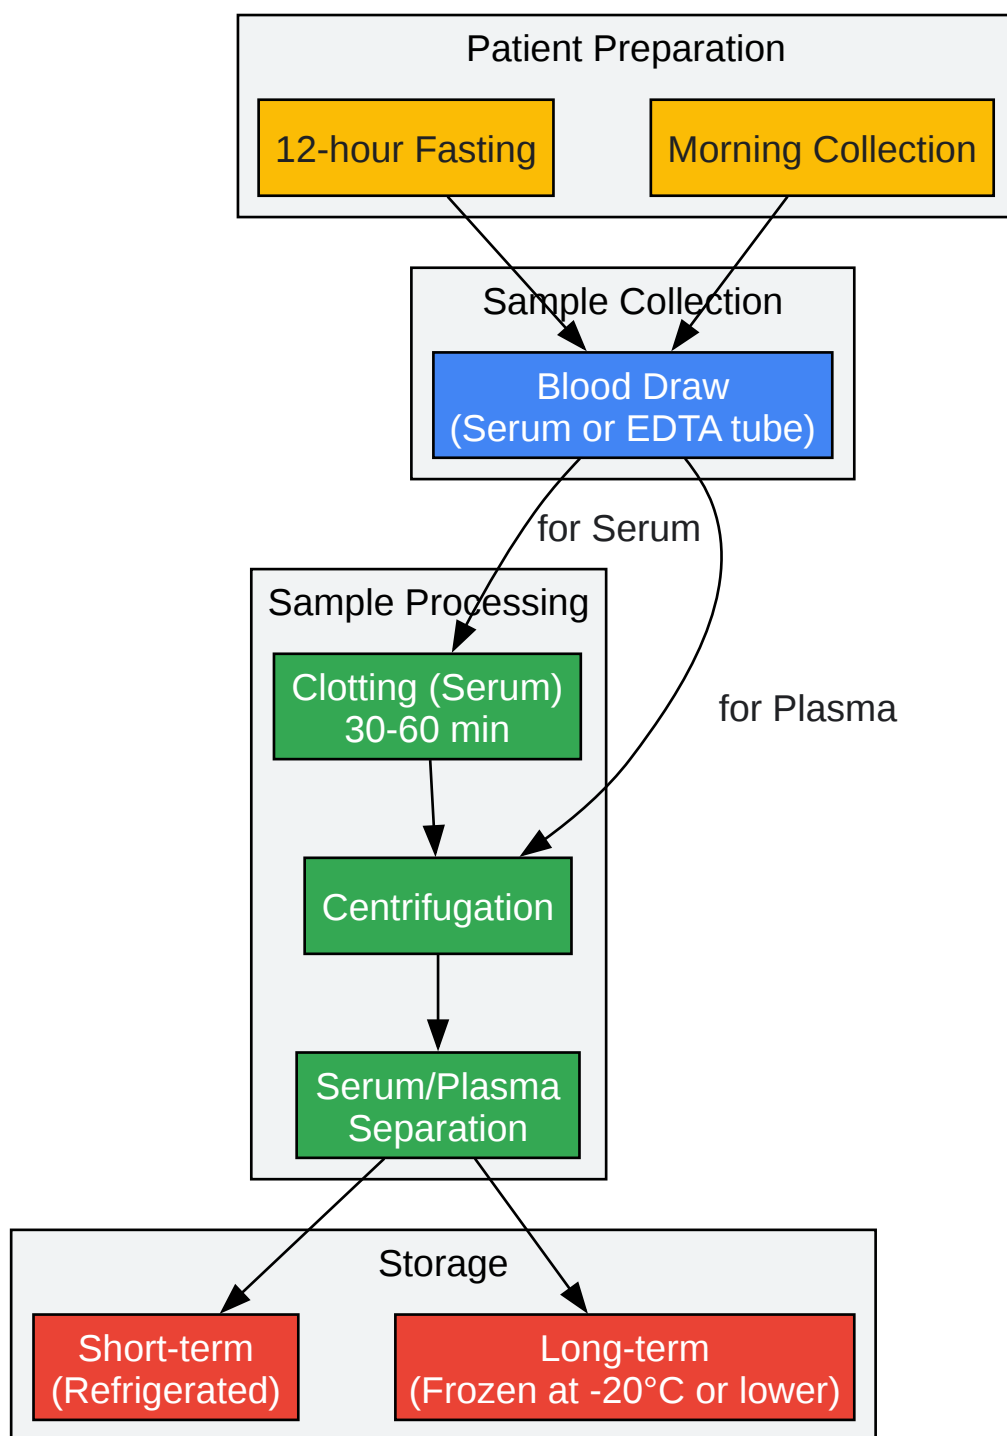 Patient Preparation
12-hour Fasting
Morning Collection
Sample Collection
Blood Draw
(Serum or EDTA tube)
for Serum
Sample Processing
Clotting (Serum)
30-60 min
for Plasma
Centrifugation
Serum/Plasma
Separation
Storage
Short-term
(Refrigerated)
Long-term
(Frozen at -20°C or lower)